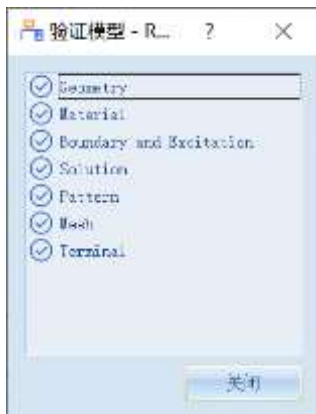 验证模型 - R... ?
Geometry
Material
Boundary and Excitation
Solution
Pattern
Mesh
Terminal
关闭